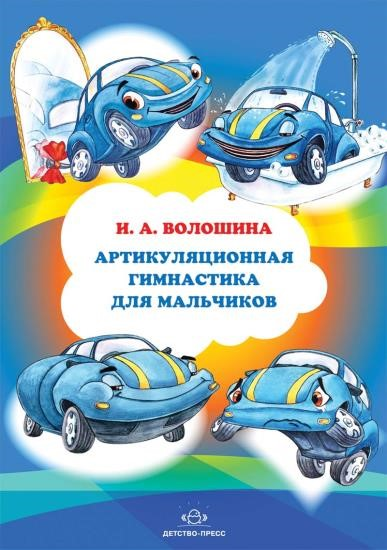 И. А. ВОЛОШИНА
АРТИКУЛЯЦИОННАЯ
ГИМНАСТИКА
ДЛЯ МАЛЬЧИКОВ
ДЕТСТВО-ПРЕСС